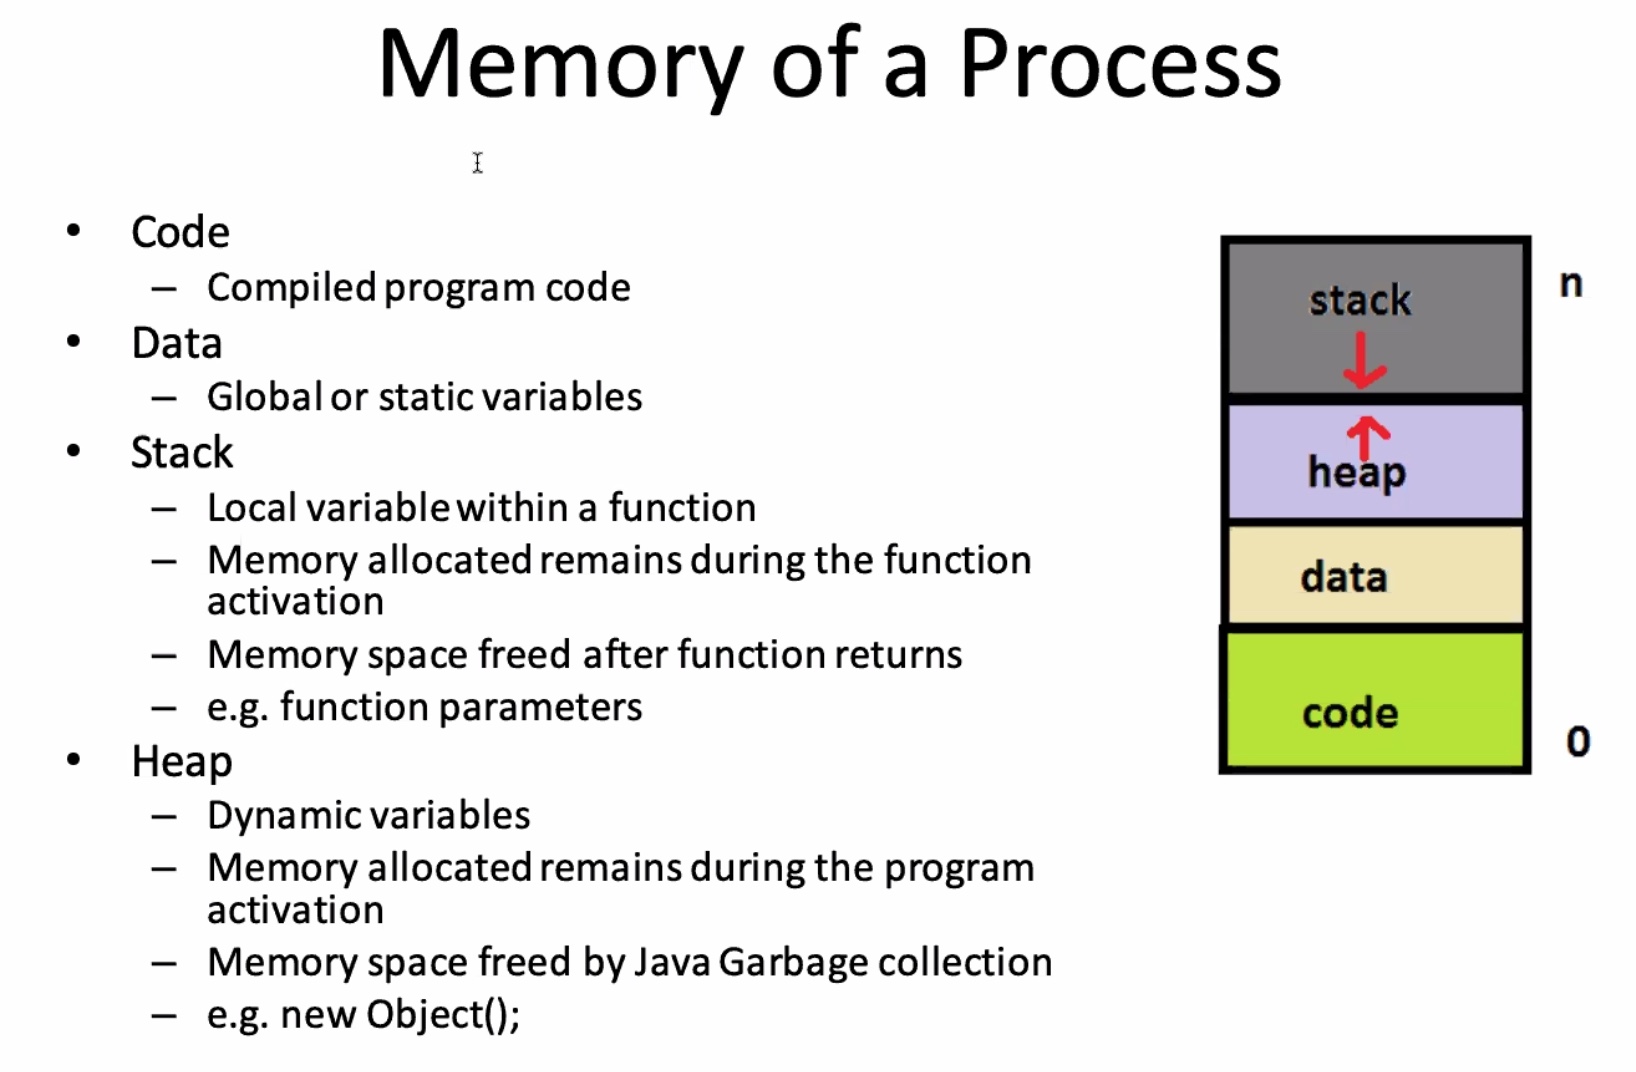 Memory of a Process
• Code
– Compiled program code
• Data
– Global or static variables
• Stack
– Local variable within a function
– Memory allocated remains during the function
activation
– Memory space freed after function returns
– e.g. function parameters
• Heap
– Dynamic variables
– Memory allocated remains during the program
activation
– Memory space freed by Java Garbage collection
– e.g. new Object();
stack
n
heap
data
code
0